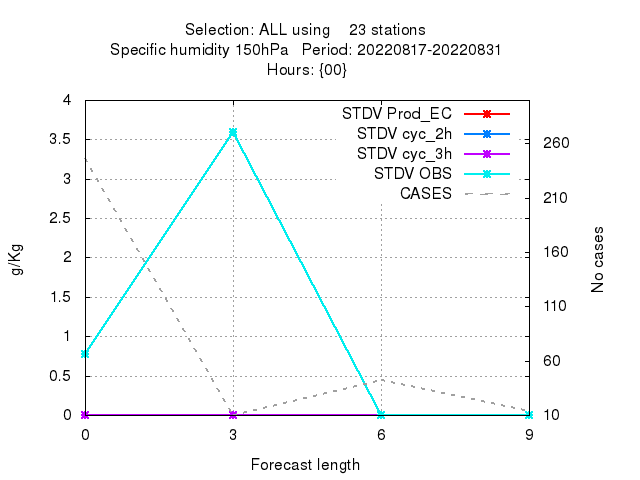 Selection: ALL using    23 stations
Specific humidity 150hPa   Period: 20220817-20220831
Hours: {00}
STDV Prod_EC
STDV cyc_2h
STDV cyc_3h
STDV OBS
CASES
4
3.5
3
2.5
2
1.5
1
0.5
0
g/Kg
260
210
160
110
60
10
No cases
0 3 6 9
Forecast length